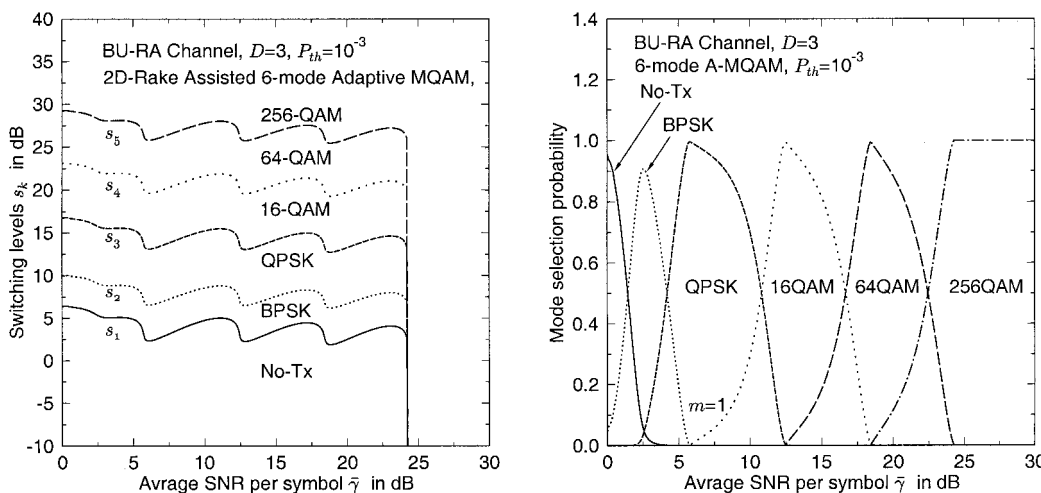 BU-RA Channel, D=3, P_th=10^-3
2D-Rake Assisted 6-mode Adaptive MQAM,
Switching levels s_k in dB
40
35
30
25
20
15
10
5
0
-5
-10
256-QAM
s_5
64-QAM
s_4
16-QAM
s_3
QPSK
s_2
BPSK
s_1
No-Tx
0 5 10 15 20 25 30
Avrage SNR per symbol γ̄ in dB
BU-RA Channel, D=3
6-mode A-MQAM, P_th=10^-3
No-Tx
BPSK
Mode selection probability
1.4
1.2
1.0
0.8
0.6
0.4
0.2
0.0
QPSK 16QAM 64QAM 256QAM
m=1
0 5 10 15 20 25 30
Avrage SNR per symbol γ̄ in dB